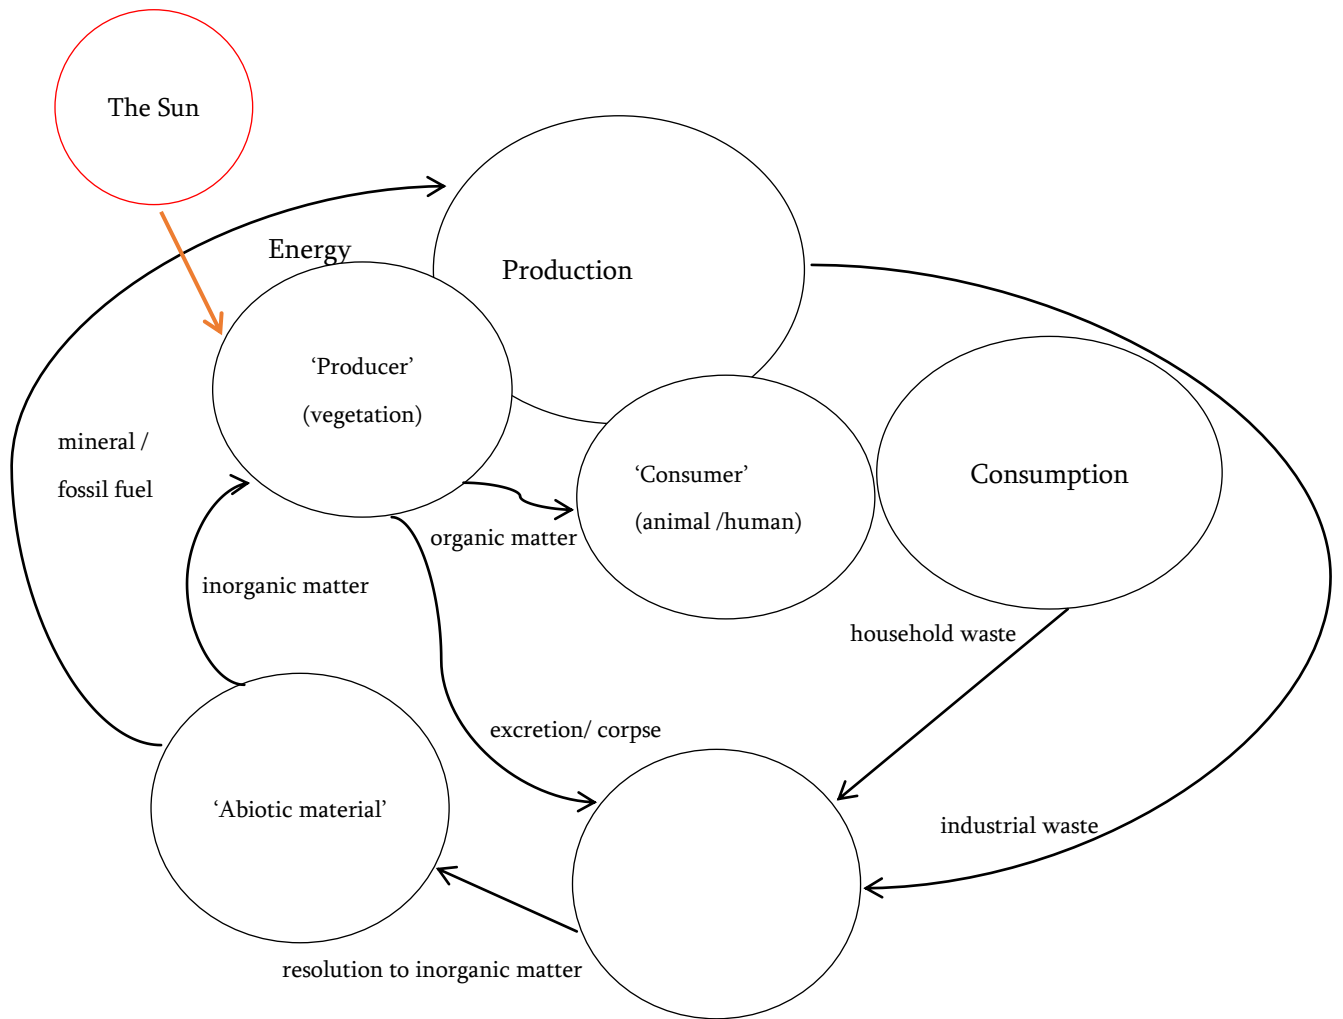 The Sun
Energy
Production
‘Producer’
(vegetation)
mineral /
fossil fuel
‘Consumer’
(animal /human)
Consumption
organic matter
inorganic matter
household waste
excretion/ corpse
‘Abiotic material’
industrial waste
resolution to inorganic matter